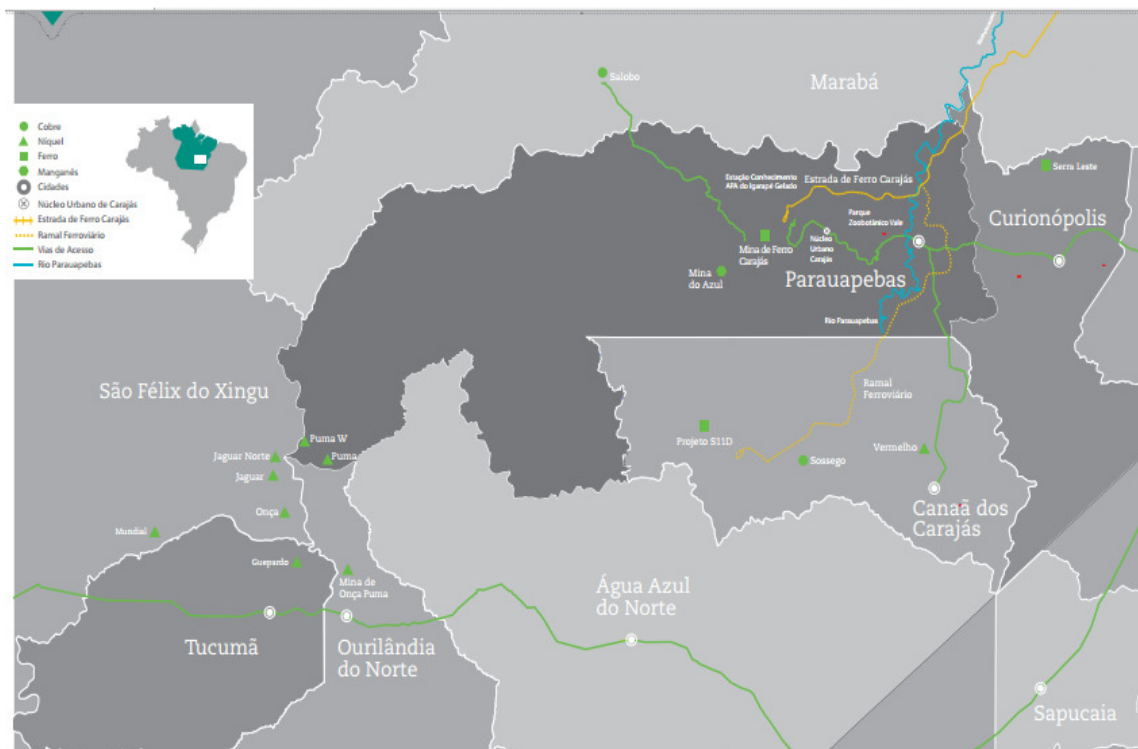 Cobre
Níquel
Ferro
Manganês
Cidades
Núcleo Urbano de Carajás
Estrada de Ferro Carajás
Ramal Ferroviário
Vias de Acesso
Rio Parauapebas
Salobo
Marabá
Serra Leste
Estação Conhecimento
APA do Igarapé Gelado
Estrada de Ferro Carajás
Parque
Zoobotânico Vale
Curionópolis
Núcleo
Urbano
Carajás
Mina de Ferro
Carajás
Mina
do Azul
Parauapebas
Rio Parauapebas
São Félix do Xingu
Ramal
Ferroviário
Puma W
Projeto S11D
Jaguar Norte
Puma
Sossego
Vermelho
Jaguar
Onça
Canaã dos
Carajás
Mundial
Guepardo
Mina de
Onça Puma
Água Azul
do Norte
Tucumã
Ourilândia
do Norte
Sapucaia